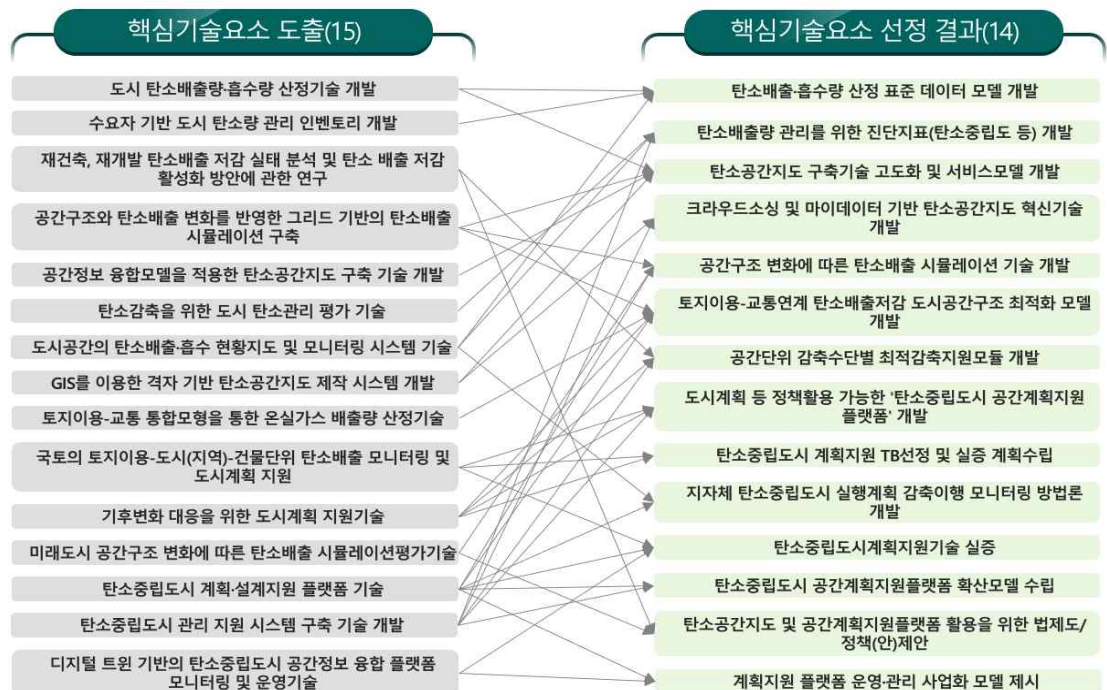 핵심기술요소 도출(15)
도시 탄소배출량·흡수량 산정기술 개발
수요자 기반 도시 탄소량 관리 인벤토리 개발
재건축, 재개발 탄소배출 저감 실태 분석 및 탄소 배출 저감
활성화 방안에 관한 연구
공간구조와 탄소배출 변화를 반영한 그리드 기반의 탄소배출
시뮬레이션 구축
공간정보 융합모델을 적용한 탄소공간지도 구축 기술 개발
탄소감축을 위한 도시 탄소관리 평가 기술
도시공간의 탄소배출·흡수 현황지도 및 모니터링 시스템 기술
GIS를 이용한 격자 기반 탄소공간지도 제작 시스템 개발
토지이용-교통 통합모형을 통한 온실가스 배출량 산정기술
국토의 토지이용-도시(지역)-건물단위 탄소배출 모니터링 및
도시계획 지원
기후변화 대응을 위한 도시계획 지원기술
미래도시 공간구조 변화에 따른 탄소배출 시뮬레이션평가기술
탄소중립도시 계획·설계지원 플랫폼 기술
탄소중립도시 관리 지원 시스템 구축 기술 개발
디지털 트윈 기반의 탄소중립도시 공간정보 융합 플랫폼
모니터링 및 운영기술
핵심기술요소 선정 결과(14)
탄소배출·흡수량 산정 표준 데이터 모델 개발
탄소배출량 관리를 위한 진단지표(탄소중립도 등) 개발
탄소공간지도 구축기술 고도화 및 서비스모델 개발
크라우드소싱 및 마이데이터 기반 탄소공간지도 혁신기술
개발
공간구조 변화에 따른 탄소배출 시뮬레이션 기술 개발
토지이용-교통연계 탄소배출저감 도시공간구조 최적화 모델
개발
공간단위 감축수단별 최적감축지원모듈 개발
도시계획 등 정책활용 가능한 '탄소중립도시 공간계획지원
플랫폼' 개발
탄소중립도시 계획지원 TB선정 및 실증 계획수립
지자체 탄소중립도시 실행계획 감축이행 모니터링 방법론
개발
탄소중립도시계획지원기술 실증
탄소중립도시 공간계획지원플랫폼 확산모델 수립
탄소공간지도 및 공간계획지원플랫폼 활용을 위한 법제도/
정책(안)제안
계획지원 플랫폼 운영·관리 사업화 모델 제시